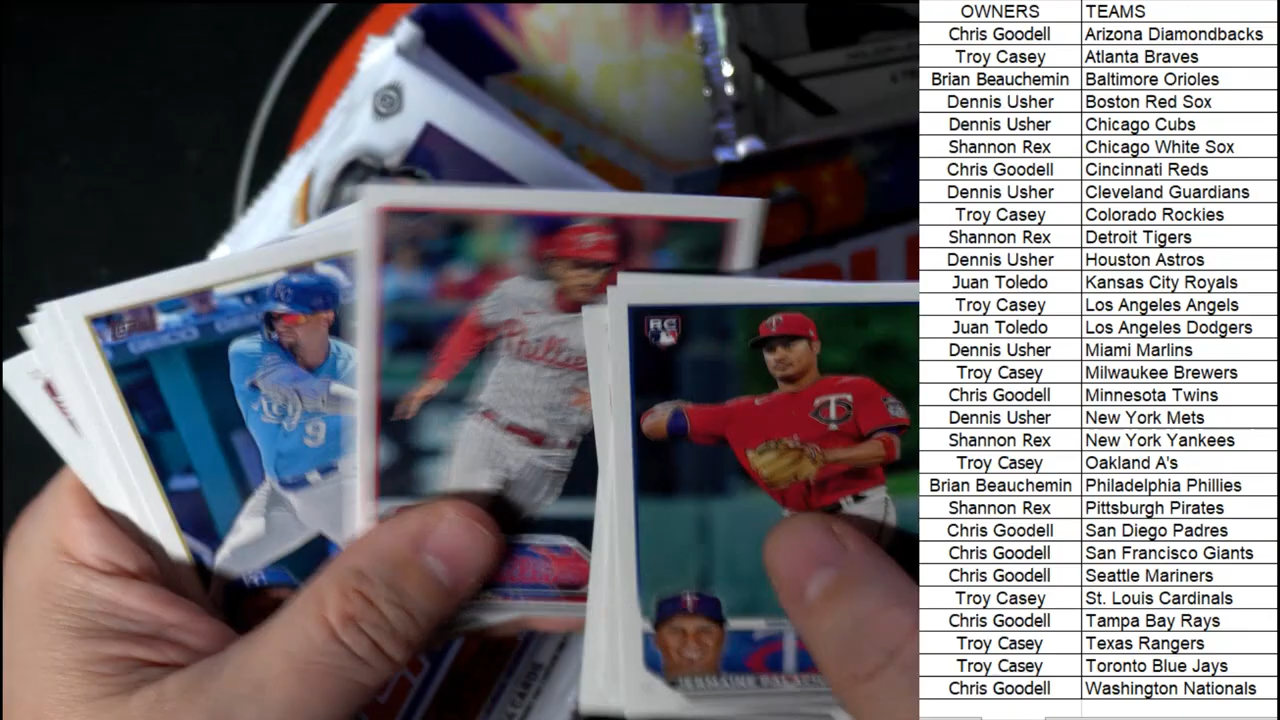 OWNERS TEAMS
Chris Goodell Arizona Diamondbacks
Troy Casey Atlanta Braves
Brian Beauchemin Baltimore Orioles
Dennis Usher Boston Red Sox
Dennis Usher Chicago Cubs
Shannon Rex Chicago White Sox
Chris Goodell Cincinnati Reds
Dennis Usher Cleveland Guardians
Troy Casey Colorado Rockies
Shannon Rex Detroit Tigers
Dennis Usher Houston Astros
Juan Toledo Kansas City Royals
Troy Casey Los Angeles Angels
Juan Toledo Los Angeles Dodgers
Dennis Usher Miami Marlins
Troy Casey Milwaukee Brewers
Chris Goodell Minnesota Twins
Dennis Usher New York Mets
Shannon Rex New York Yankees
Troy Casey Oakland A's
Brian Beauchemin Philadelphia Phillies
Shannon Rex Pittsburgh Pirates
Chris Goodell San Diego Padres
Chris Goodell San Francisco Giants
Chris Goodell Seattle Mariners
Troy Casey St. Louis Cardinals
Chris Goodell Tampa Bay Rays
Troy Casey Texas Rangers
Troy Casey Toronto Blue Jays
Chris Goodell Washington Nationals
RC
Phillies
9